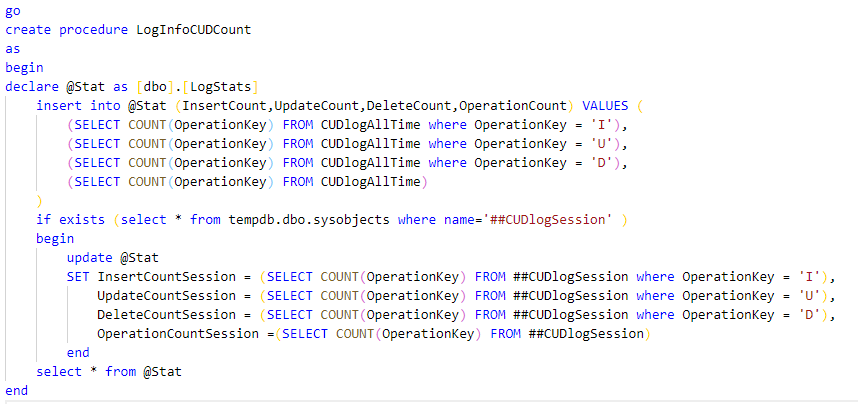 go
create procedure LogInfoCUDCount
as
begin
declare @Stat as [dbo].[LogStats]
    insert into @Stat (InsertCount,UpdateCount,DeleteCount,OperationCount) VALUES (
        (SELECT COUNT(OperationKey) FROM CUDlogAllTime where OperationKey = 'I'),
        (SELECT COUNT(OperationKey) FROM CUDlogAllTime where OperationKey = 'U'),
        (SELECT COUNT(OperationKey) FROM CUDlogAllTime where OperationKey = 'D'),
        (SELECT COUNT(OperationKey) FROM CUDlogAllTime)
    )
    if exists (select * from tempdb.dbo.sysobjects where name='##CUDlogSession' )
    begin
        update @Stat
        SET InsertCountSession = (SELECT COUNT(OperationKey) FROM ##CUDlogSession where OperationKey = 'I'),
            UpdateCountSession = (SELECT COUNT(OperationKey) FROM ##CUDlogSession where OperationKey = 'U'),
            DeleteCountSession = (SELECT COUNT(OperationKey) FROM ##CUDlogSession where OperationKey = 'D'),
            OperationCountSession =(SELECT COUNT(OperationKey) FROM ##CUDlogSession)
        end
    select * from @Stat
end